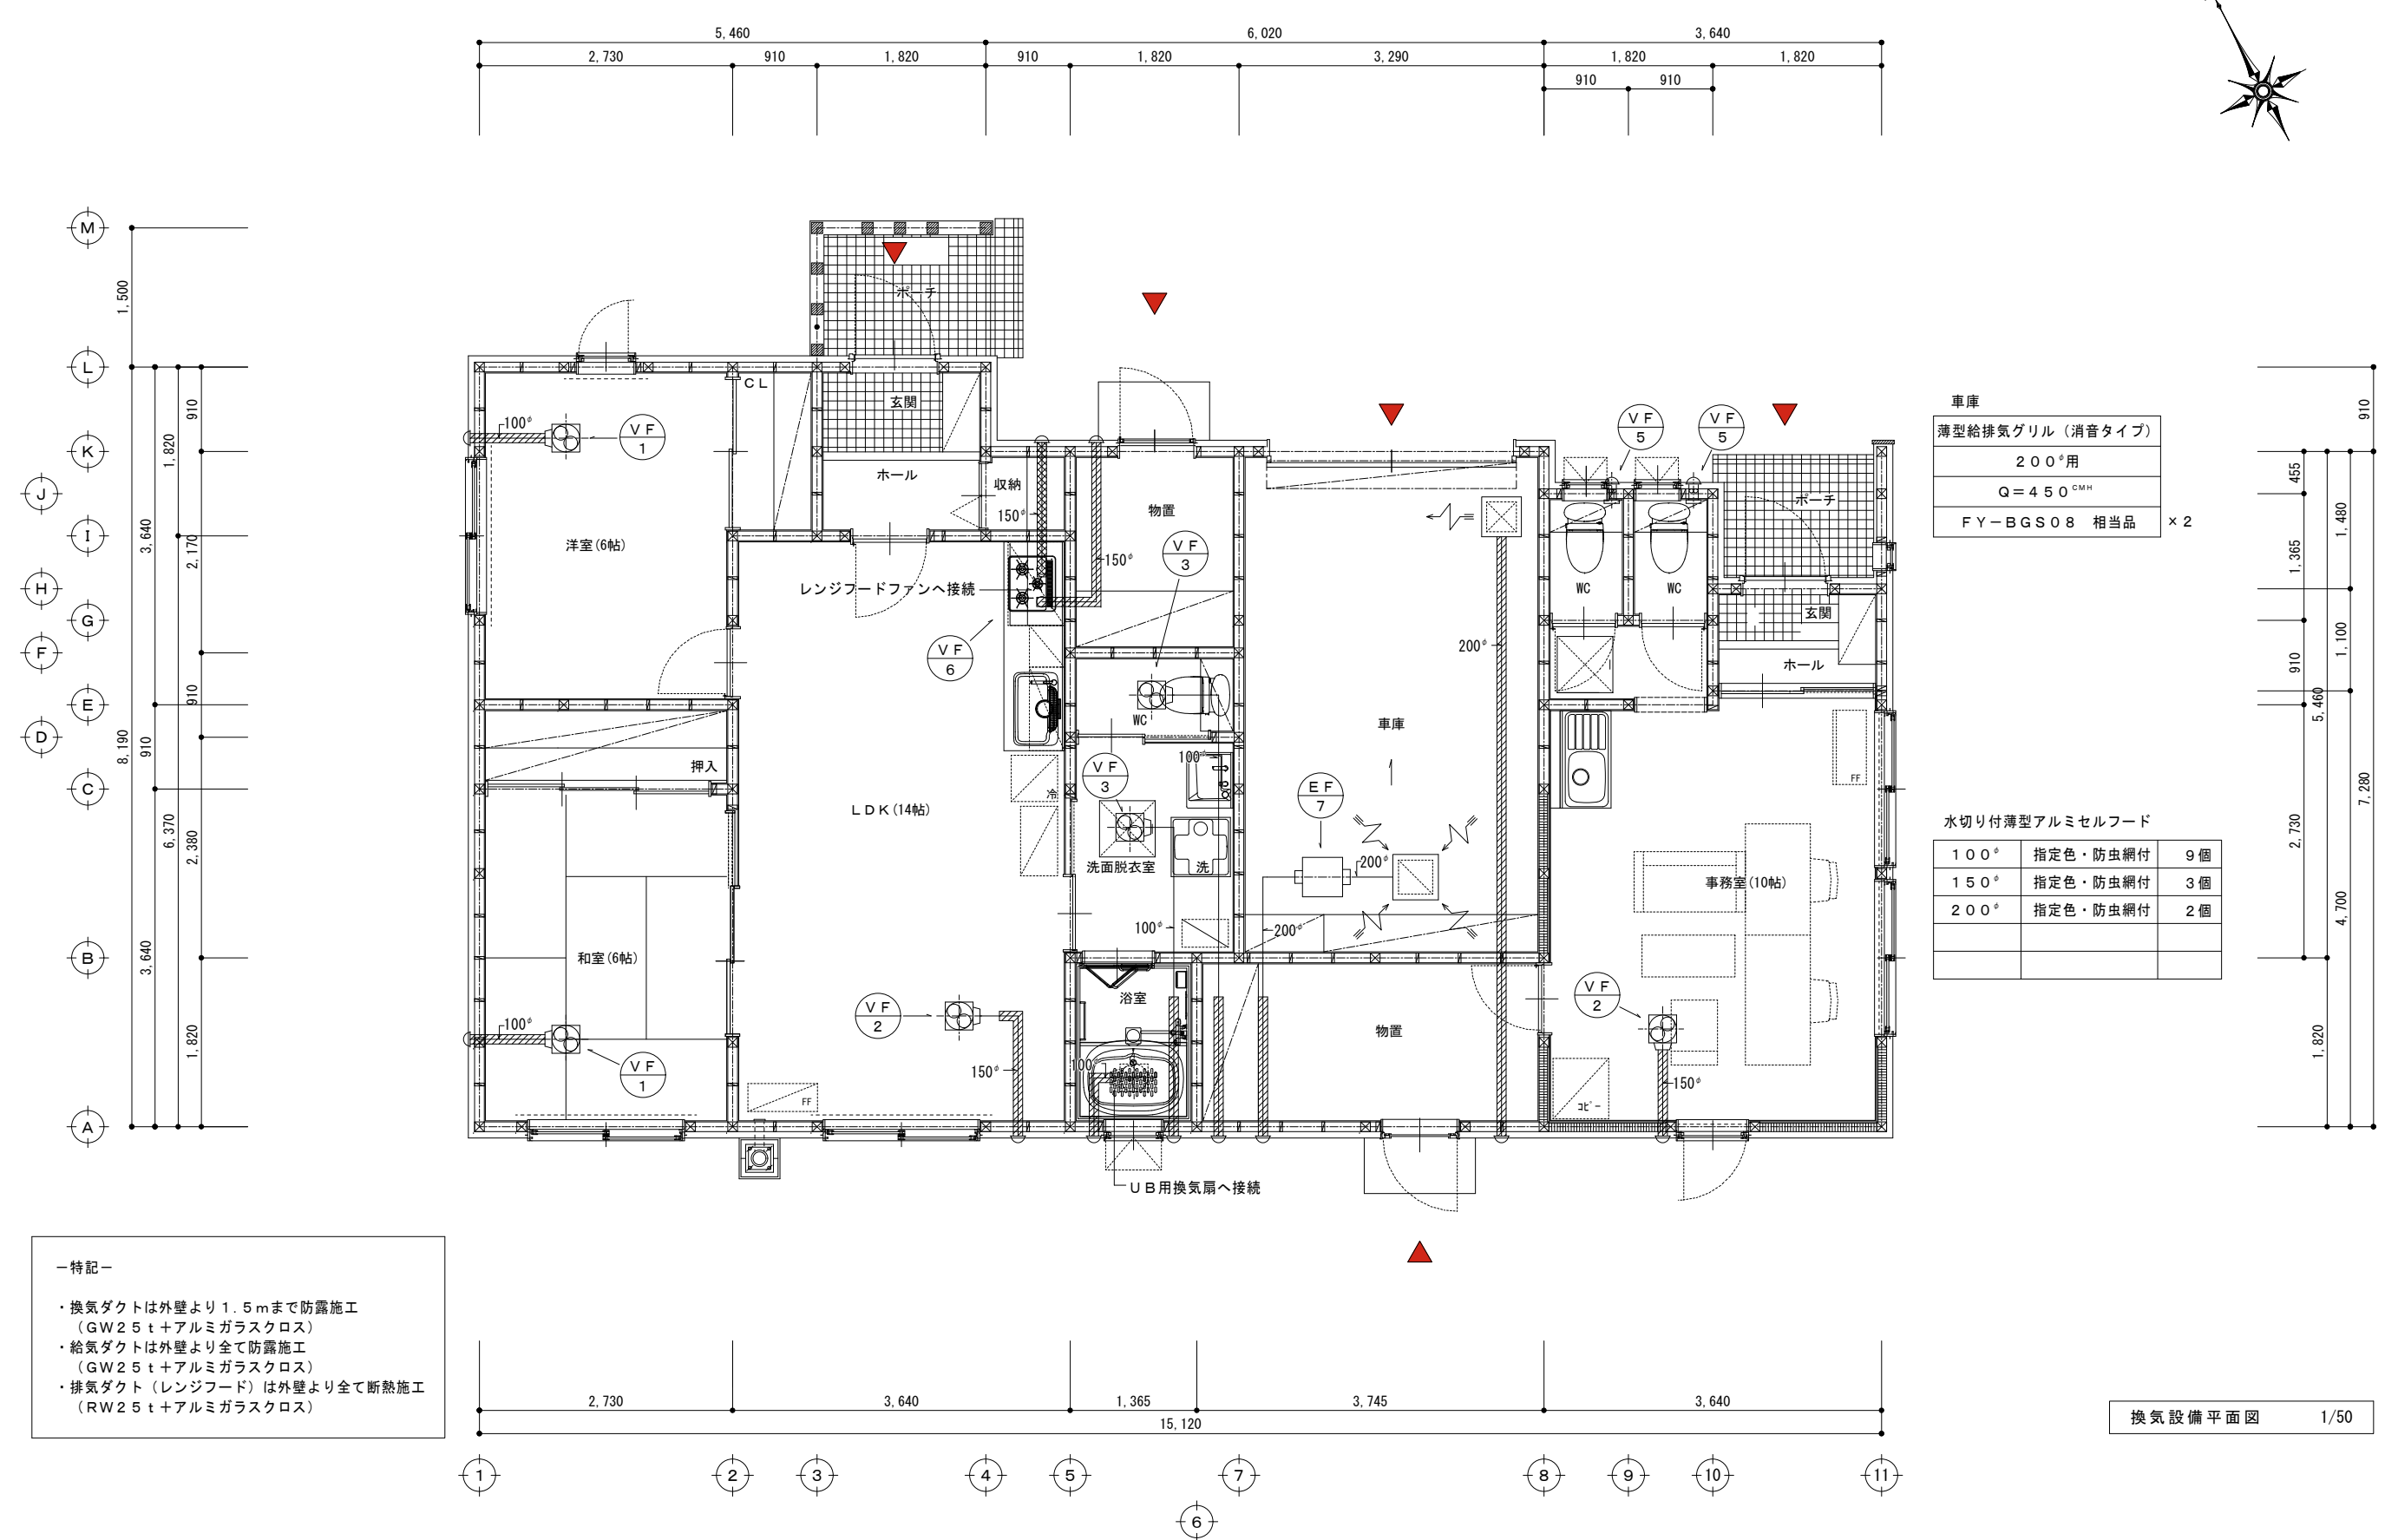 5,460
6,020
3,640
2,730
910
1,820
910
1,820
3,290
1,820
1,820
910
910
M
L
K
J
I
H
G
F
E
D
C
B
A
1,500
8,190
3,640
910
3,640
1,820
6,370
910
2,170
910
2,380
1,820
ポーチ
CL
玄関
ホール
収納
物置
洋室(6帖)
100φ
VF
1
150φ
150φ
レンジフードファンへ接続
VF
6
VF
3
WC
VF
3
100φ
洗面脱衣室
洗
100φ
押入
LDK(14帖)
冷
和室(6帖)
100φ
VF
1
VF
2
150φ
FF
浴室
100
UB用換気扇へ接続
車庫
200φ
EF
7
200φ
200φ
物置
VF
5
VF
5
WC
WC
ポーチ
玄関
ホール
FF
事務室(10帖)
VF
2
150φ
コピー
車庫
薄型給排気グリル(消音タイプ)
200φ用
Q=450CMH
FY-BGS08 相当品
×2
水切り付薄型アルミセルフード
100φ 指定色・防虫網付 9個
150φ 指定色・防虫網付 3個
200φ 指定色・防虫網付 2個
455
1,365
910
2,730
1,480
1,100
5,460
4,700
1,820
910
7,280
-特記-
・換気ダクトは外壁より1.5mまで防露施工
(GW25t+アルミガラスクロス)
・給気ダクトは外壁より全て防露施工
(GW25t+アルミガラスクロス)
・排気ダクト(レンジフード)は外壁より全て断熱施工
(RW25t+アルミガラスクロス)
2,730
3,640
1,365
3,745
3,640
15,120
1
2
3
4
5
6
7
8
9
10
11
換気設備平面図 1/50